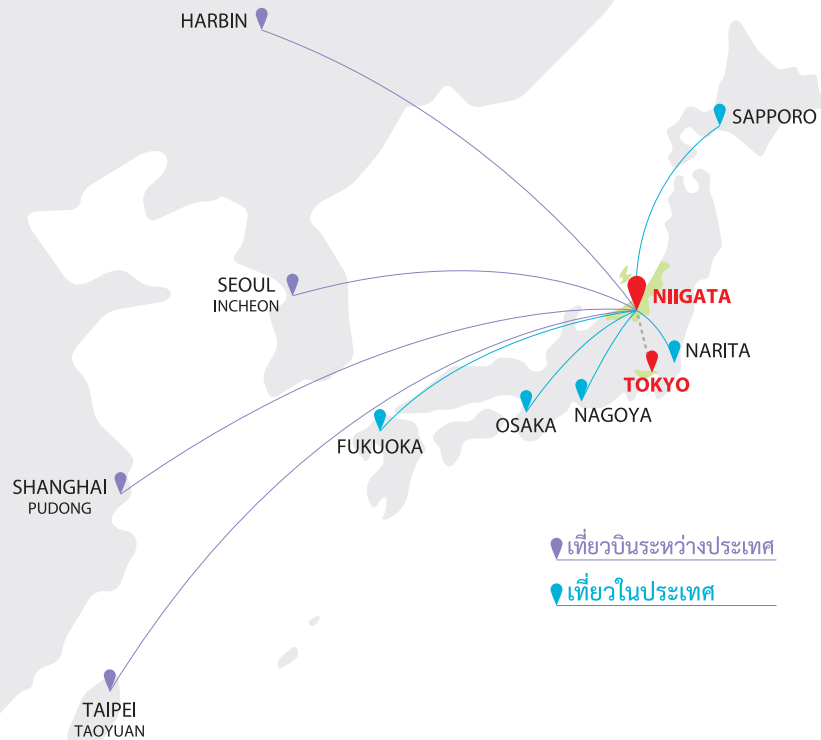 HARBIN
SAPPORO
SEOUL
INCHEON
NIIGATA
NARITA
TOKYO
NAGOYA
OSAKA
FUKUOKA
SHANGHAI
PUDONG
เที่ยวบินระหว่างประเทศ
เที่ยวในประเทศ
TAIPEI
TAOYUAN